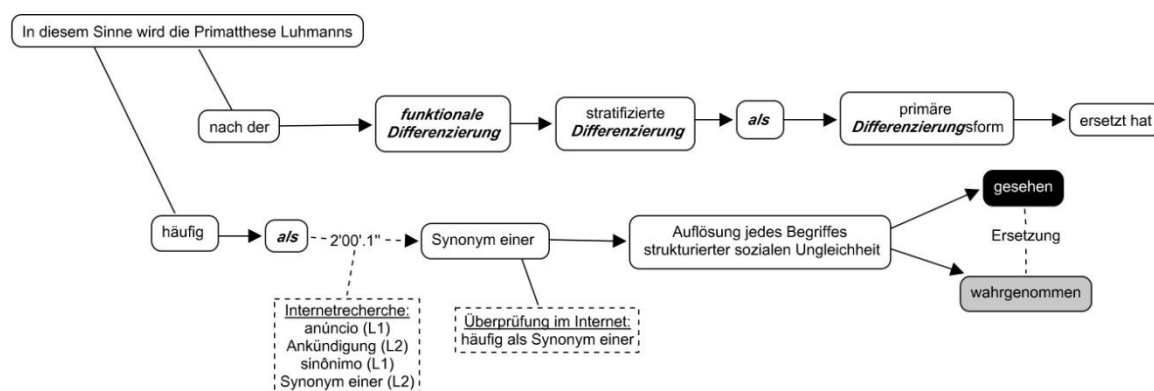 In diesem Sinne wird die Primatthese Luhmanns
nach der
funktionale
Differenzierung
stratifizierte
Differenzierung
als
primäre
Differenzierungsform
ersetzt hat
häufig
als
2'00'.1"
Synonym einer
Auflösung jedes Begriffes
strukturierter sozialen Ungleichheit
gesehen
Ersetzung
wahrgenommen
Internetrecherche:
anúncio (L1)
Ankündigung (L2)
sinônimo (L1)
Synonym einer (L2)
Überprüfung im Internet:
häufig als Synonym einer